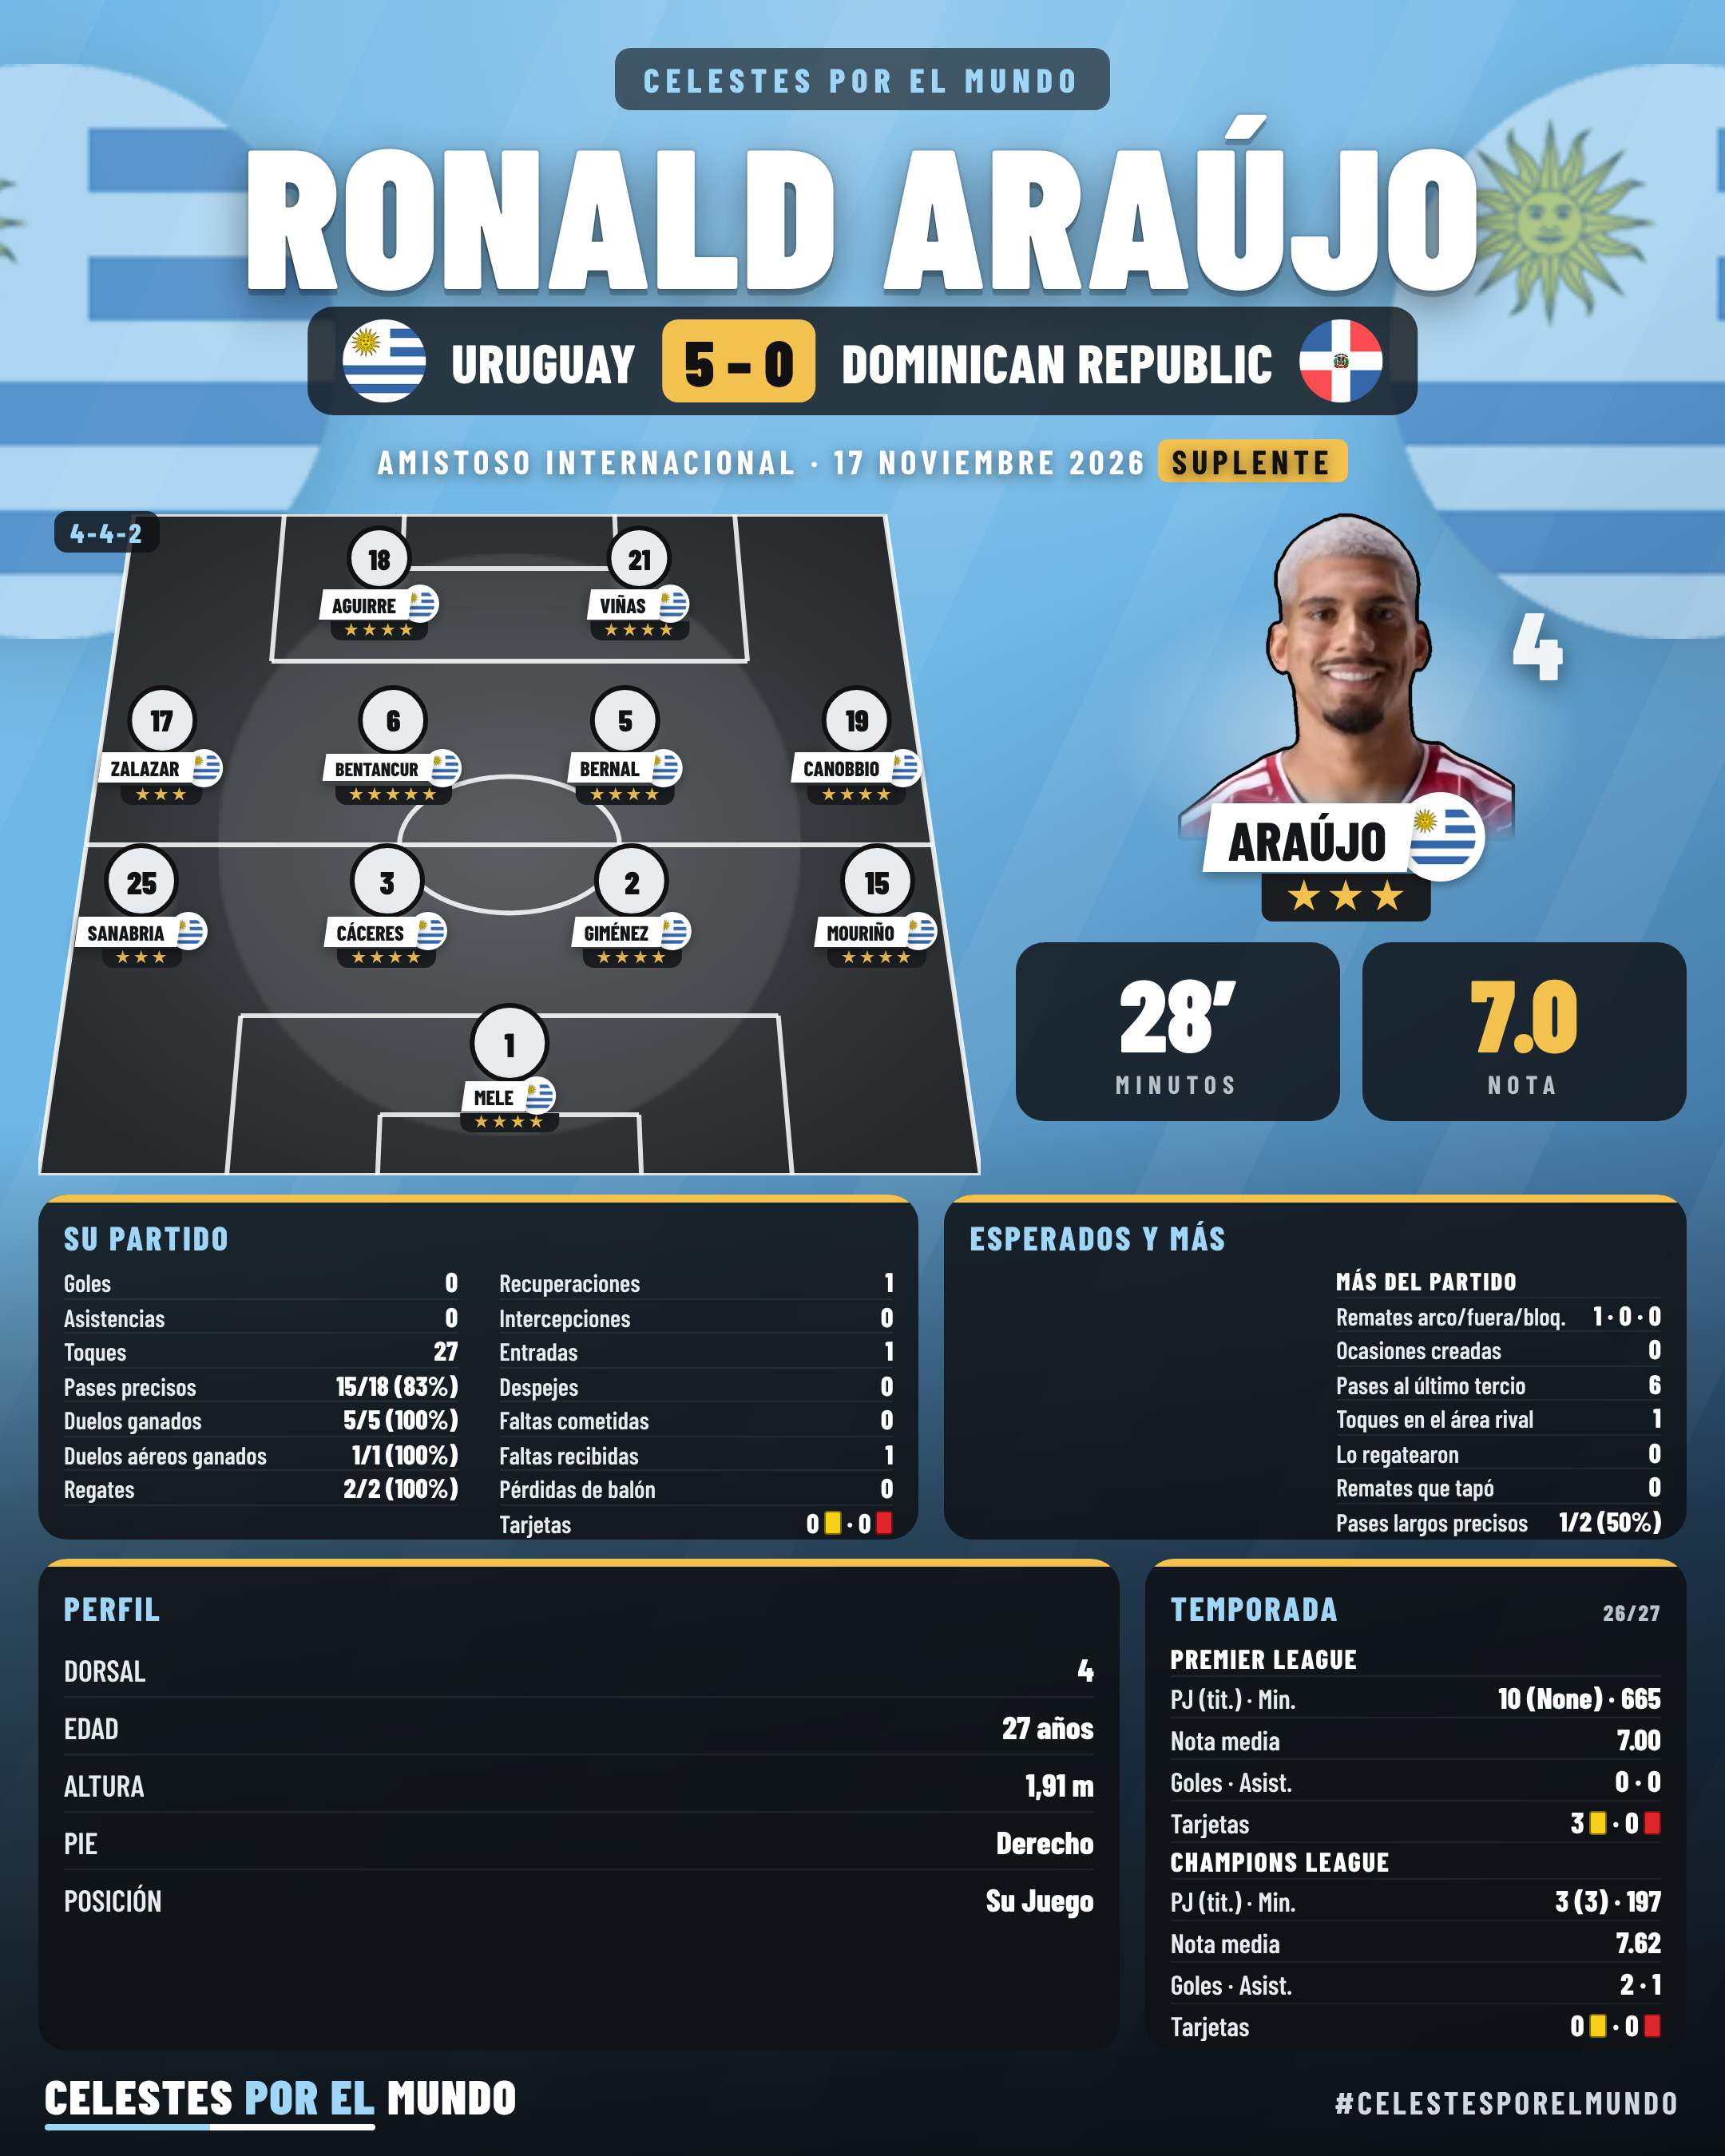 CELESTES POR EL MUNDO
RONALD ARAÚJO
URUGUAY 5 - 0 DOMINICAN REPUBLIC
AMISTOSO INTERNACIONAL · 17 NOVIEMBRE 2026 SUPLENTE
4-4-2
18
AGUIRRE
★★★★
21
VIÑAS
★★★★
17
ZALAZAR
★★★
6
BENTANCUR
★★★★★
5
BERNAL
★★★★
19
CANOBBIO
★★★★
25
SANABRIA
★★★
3
CÁCERES
★★★★
2
GIMÉNEZ
★★★★
15
MOURIÑO
★★★★
1
MELE
★★★★
4
ARAÚJO
★★★
28'
MINUTOS
7.0
NOTA
SU PARTIDO
Goles 0
Asistencias 0
Toques 27
Pases precisos 15/18 (83%)
Duelos ganados 5/5 (100%)
Duelos aéreos ganados 1/1 (100%)
Regates 2/2 (100%)
Recuperaciones 1
Intercepciones 0
Entradas 1
Despejes 0
Faltas cometidas 0
Faltas recibidas 1
Pérdidas de balón 0
Tarjetas 0 · 0
ESPERADOS Y MÁS
MÁS DEL PARTIDO
Remates arco/fuera/bloq. 1 · 0 · 0
Ocasiones creadas 0
Pases al último tercio 6
Toques en el área rival 1
Lo regatearon 0
Remates que tapó 0
Pases largos precisos 1/2 (50%)
PERFIL
DORSAL 4
EDAD 27 años
ALTURA 1,91 m
PIE Derecho
POSICIÓN Su Juego
TEMPORADA 26/27
PREMIER LEAGUE
PJ (tit.) · Min. 10 (None) · 665
Nota media 7.00
Goles · Asist. 0 · 0
Tarjetas 3 · 0
CHAMPIONS LEAGUE
PJ (tit.) · Min. 3 (3) · 197
Nota media 7.62
Goles · Asist. 2 · 1
Tarjetas 0 · 0
CELESTES POR EL MUNDO
#CELESTESPORELMUNDO